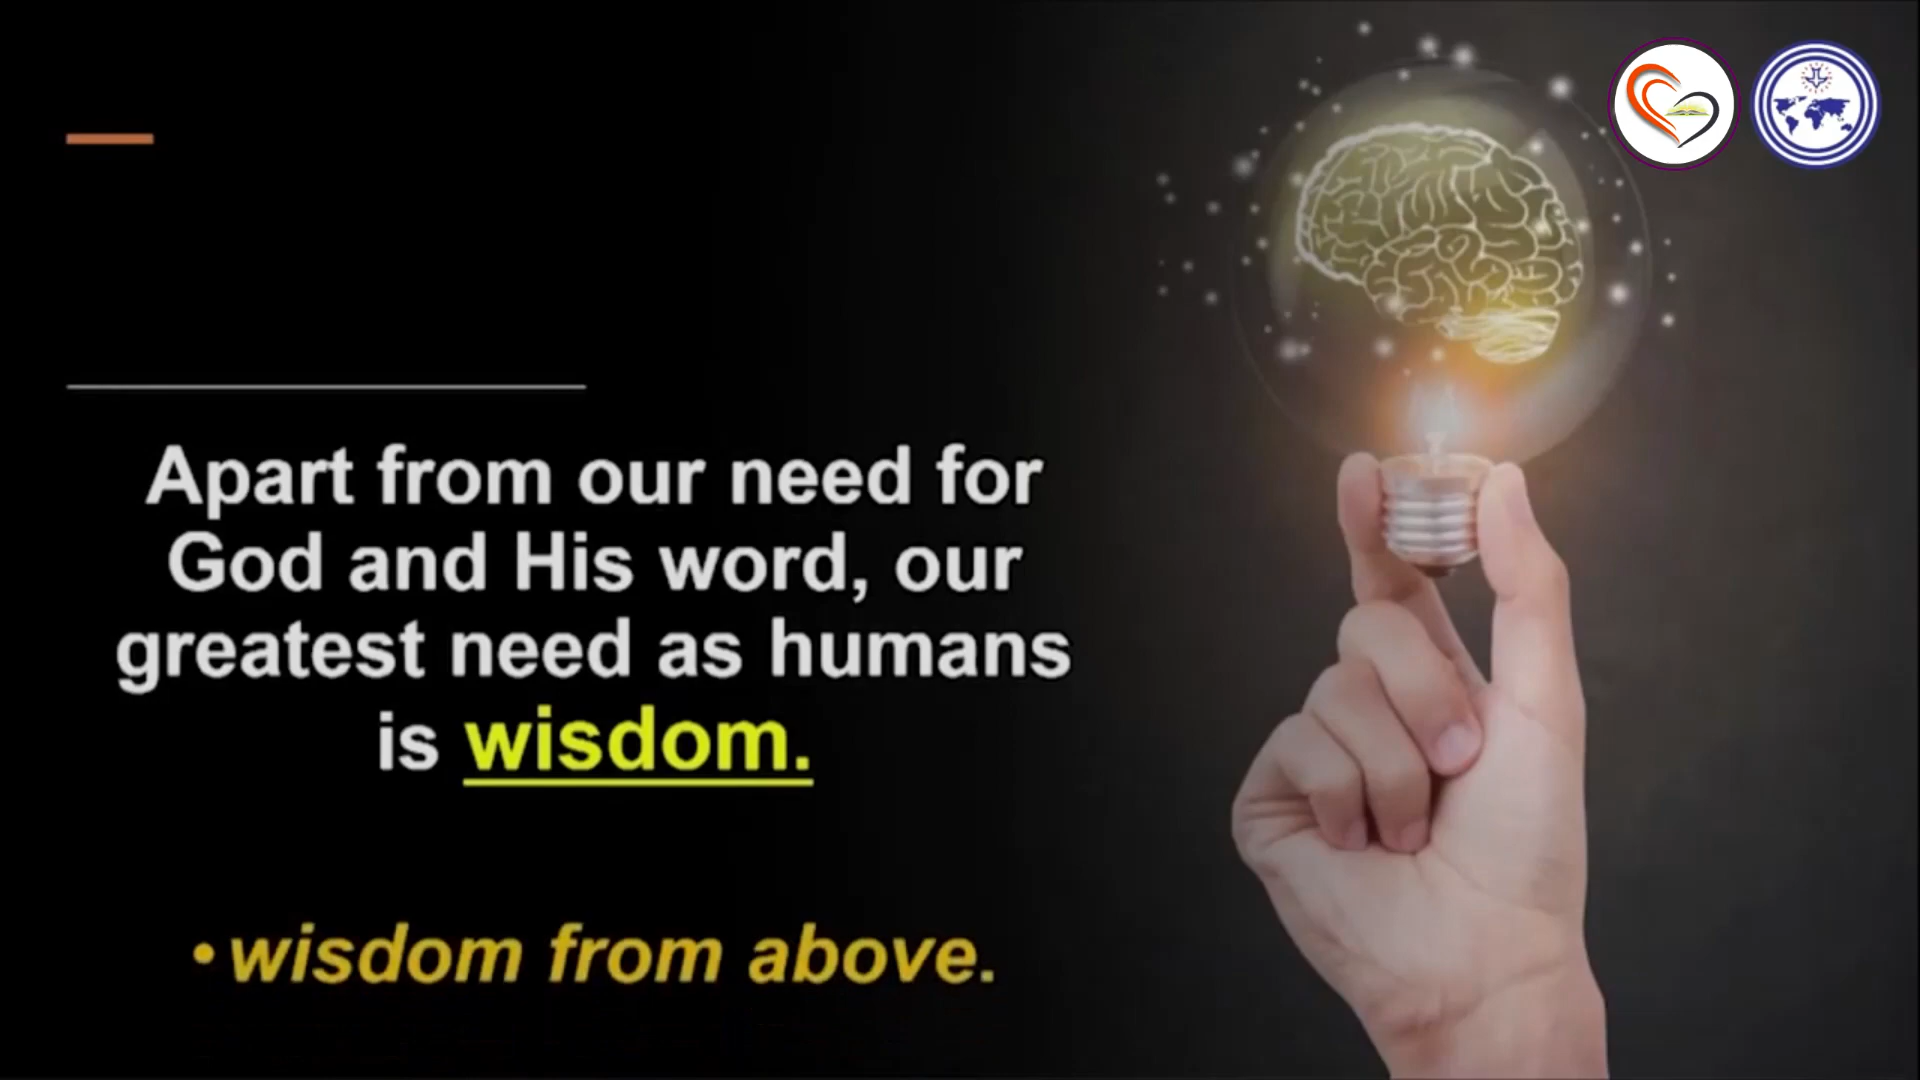 Apart from our need for
God and His word, our
greatest need as humans
is wisdom.
• wisdom from above.